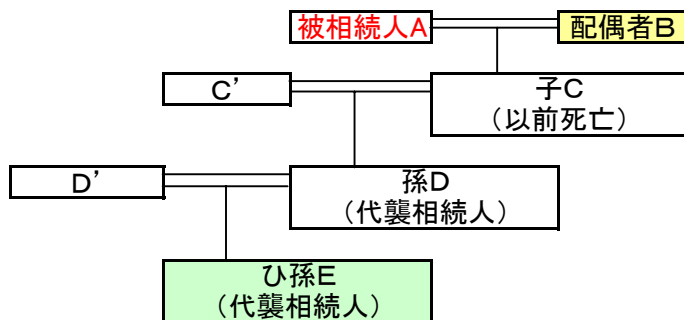 被相続人A
配偶者B
C’
子C
（以前死亡）
D’
孫D
（代襲相続人）
ひ孫E
（代襲相続人）